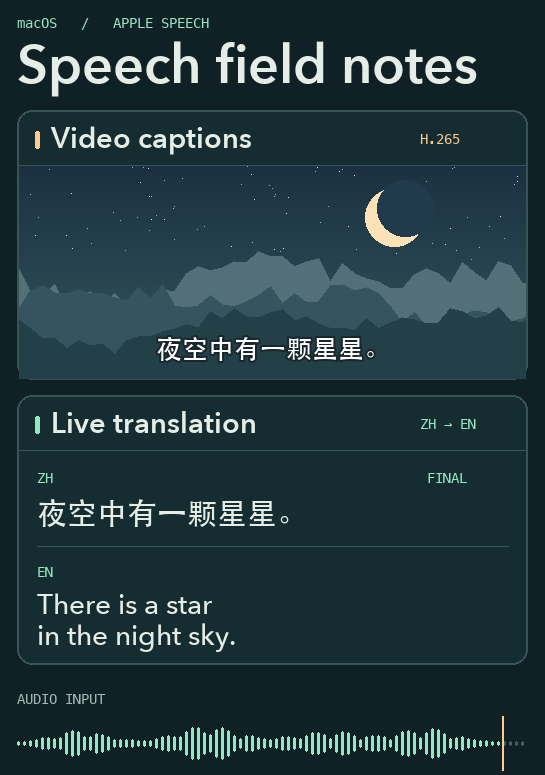 macOS / APPLE SPEECH
Speech field notes
Video captions
H.265
夜空中有一颗星星。
Live translation
ZH → EN
ZH
FINAL
夜空中有一颗星星。
EN
There is a star
in the night sky.
AUDIO INPUT